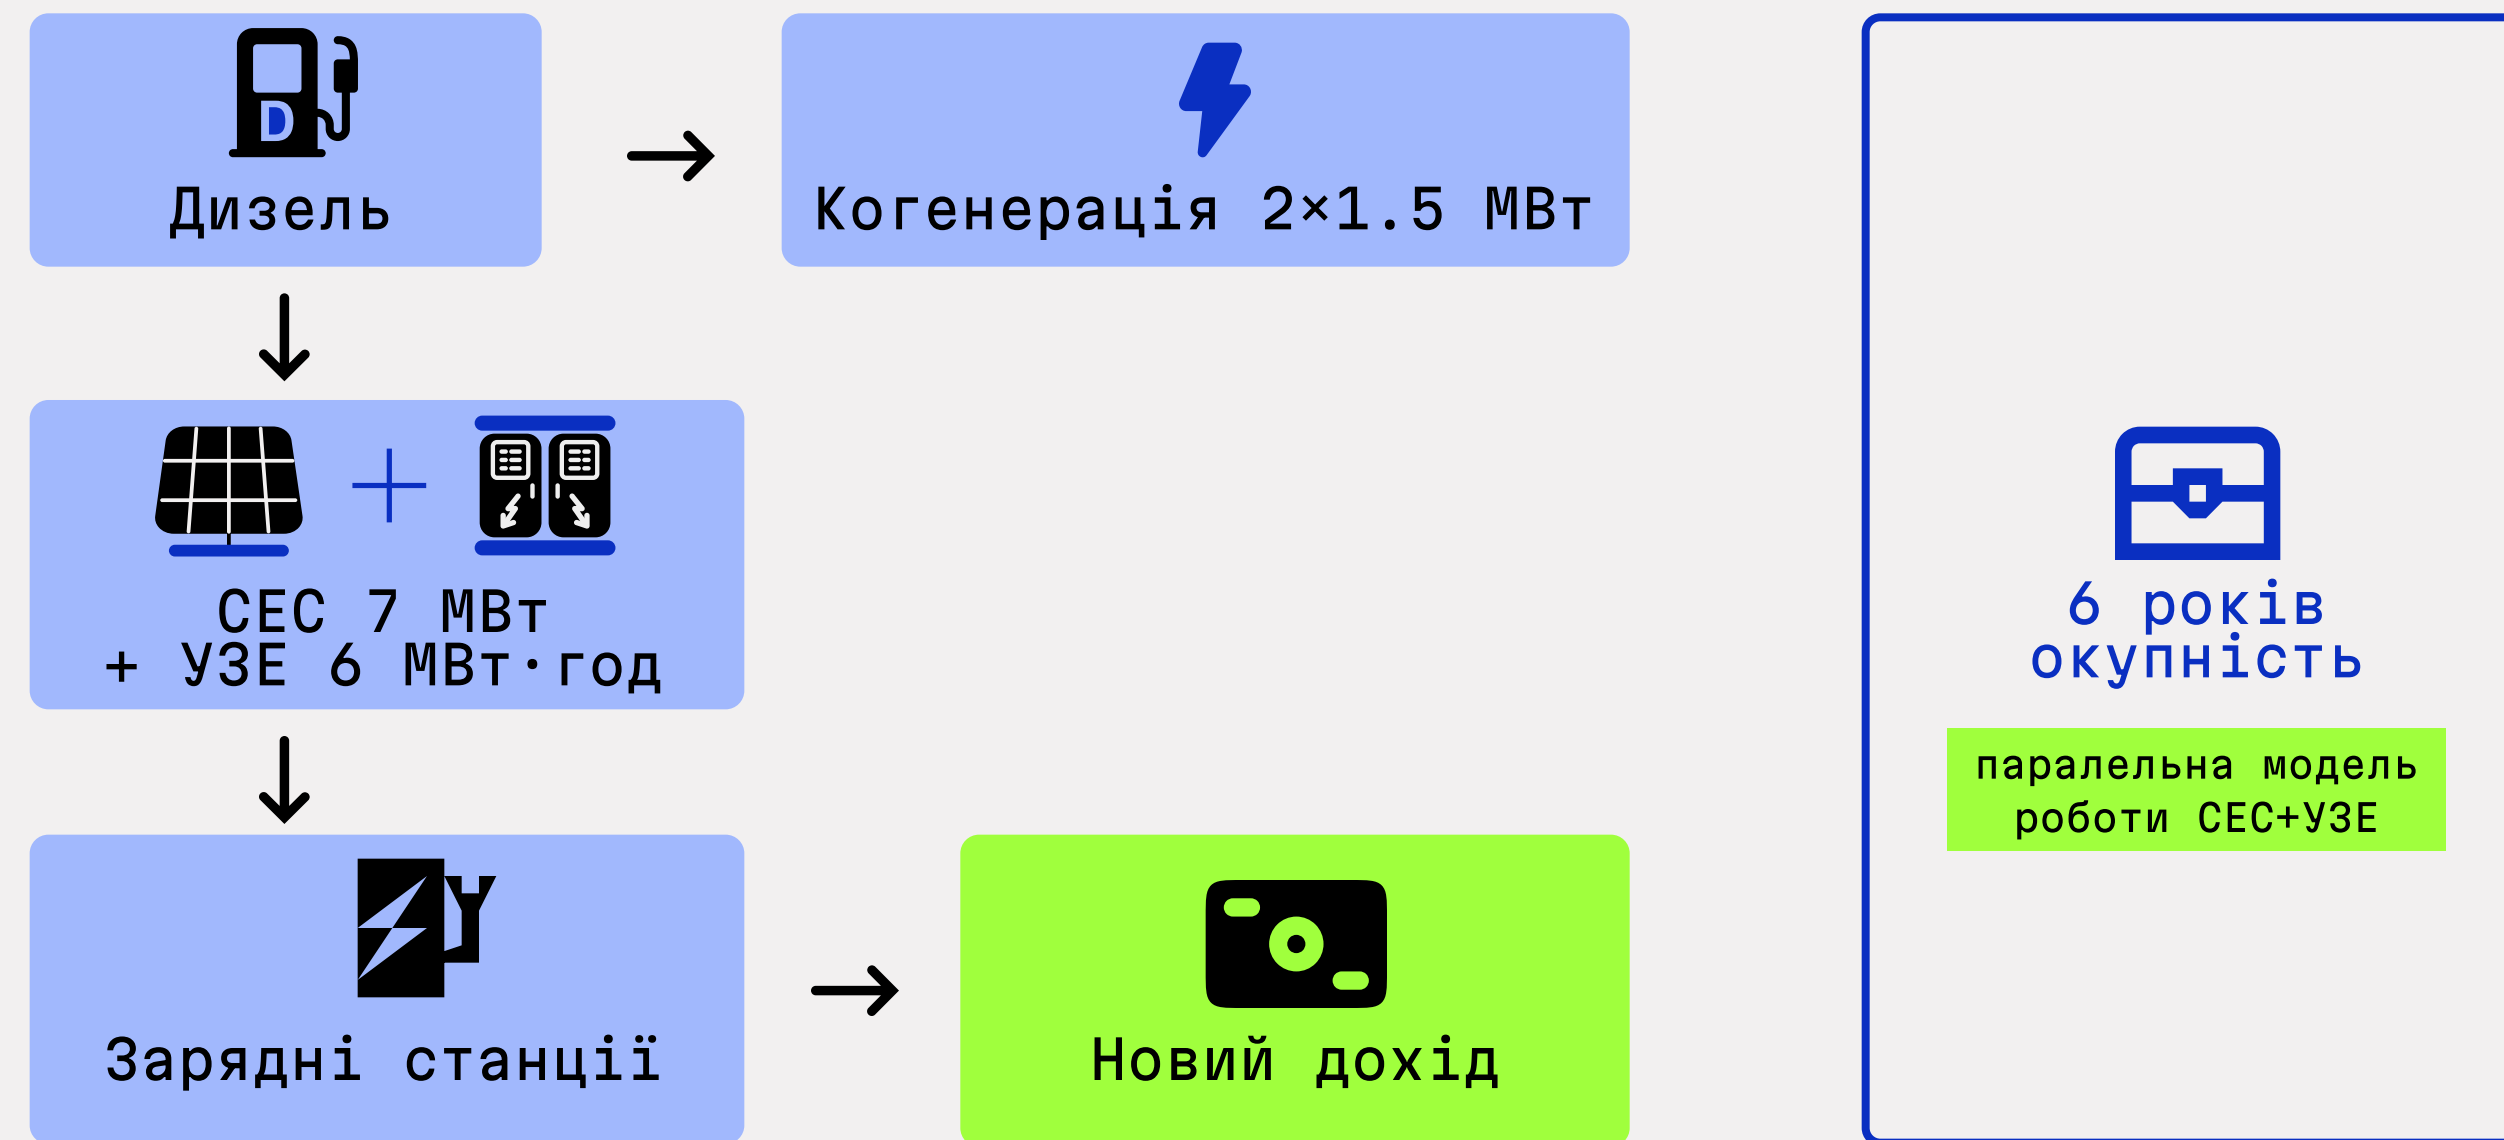 D
Дизель
Когенерація 2×1.5 МВт
СЕС 7 МВт
+ УЗЕ 6 МВт·год
Зарядні станції
Новий дохід
6 років
окупність
паралельна модель
роботи СЕС+УЗЕ